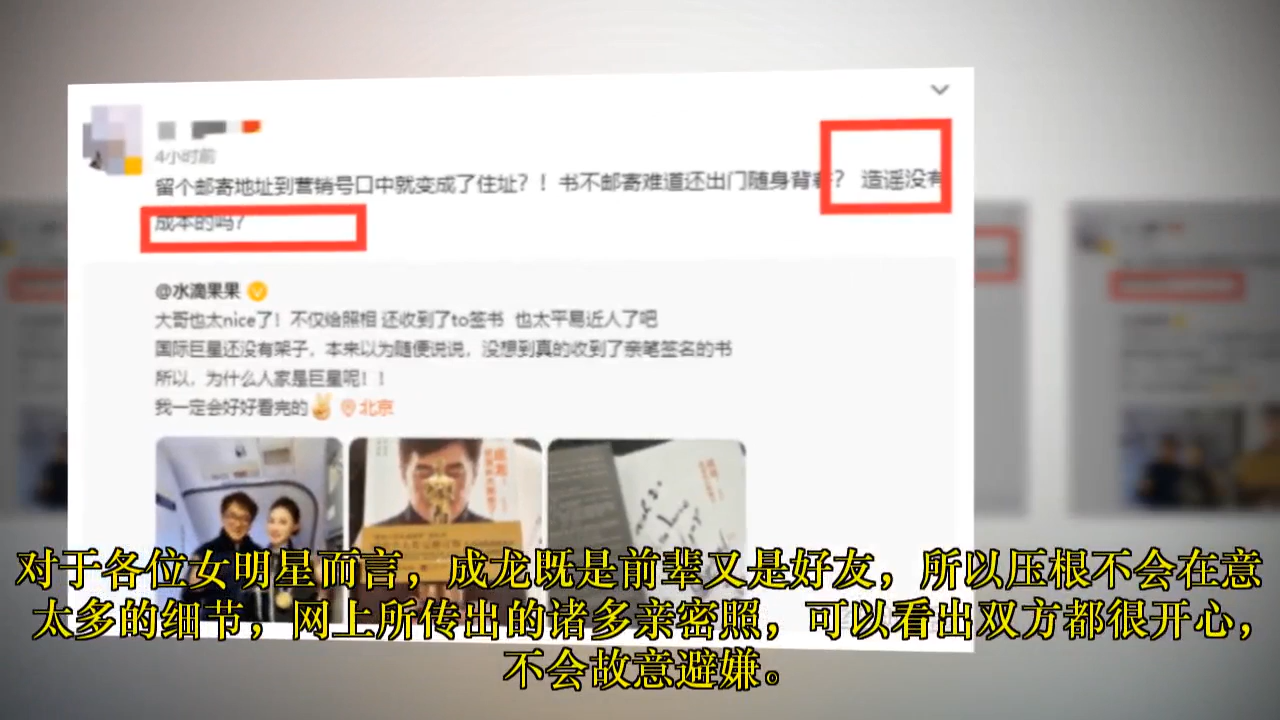 4小时前
留个邮寄地址到营销号口中就变成了住址？！书不邮寄难道还出门随身背着？ 造谣没有
成本的吗？
@水滴果果
大哥也太nice了！不仅给照相 还收到了to签书 也太平易近人了吧
国际巨星还没有架子，本来以为随便说说，没想到真的收到了亲笔签名的书
所以，为什么人家是巨星呢！！
我一定会好好看完的 北京
对于各位女明星而言，成龙既是前辈又是好友，所以压根不会在意
太多的细节，网上所传出的诸多亲密照，可以看出双方都很开心，
不会故意避嫌。